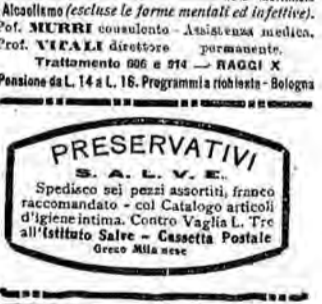 Alcoolismo (escluse le forme mentali ed infettive).
Pof. MURRI consulento - Assistenza medica.
Prof. VITALI direttore permanente.
Trattamento 606 e 914 — RAGGI X
Pensione da L. 14 a L. 16. Programmi a richiesta - Bologna
PRESERVATIVI
S. A. L. V. E.
Spedisco sei pezzi assortiti, franco
raccomandato - col Catalogo articoli
d'igiene intima. Contro Vaglia L. Tre
all'Istituto Salve - Cassetta Postale
Greco Milanese